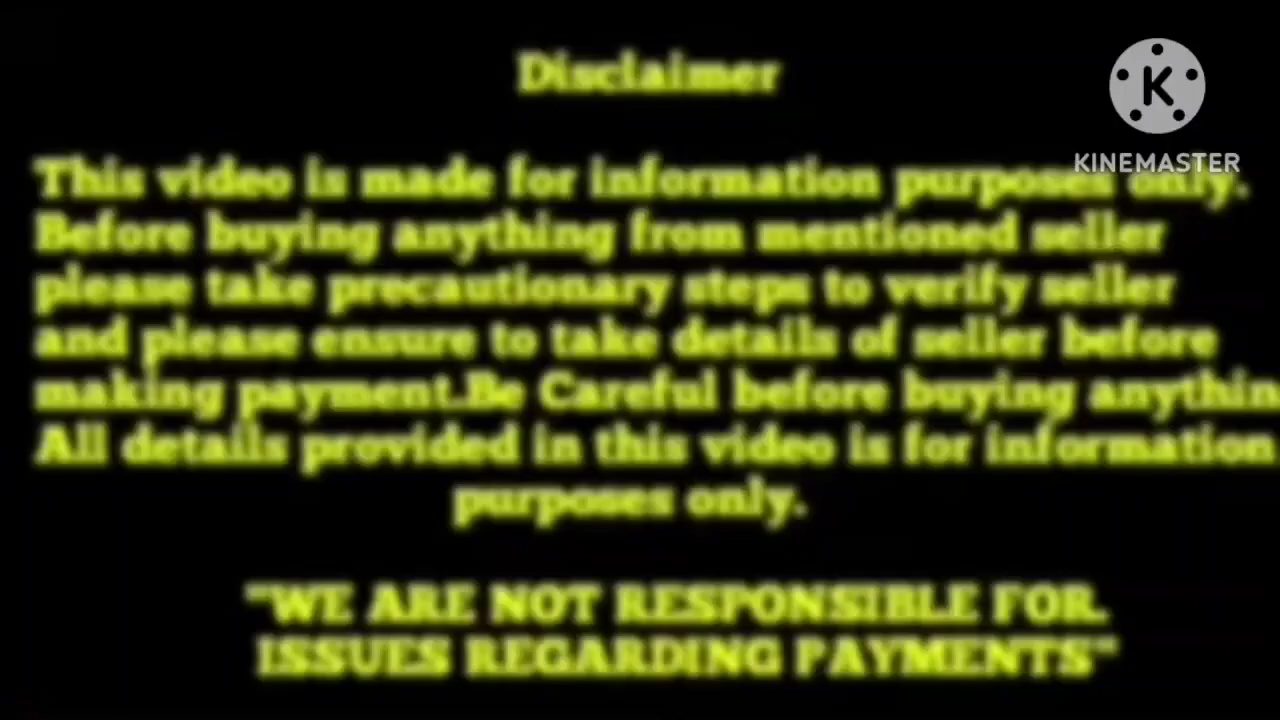 Disclaimer
K
KINEMASTER
This video is made for information purposes only.
Before buying anything from mentioned seller
please take precautionary steps to verify seller
and please ensure to take details of seller before
making payment.Be Careful before buying anythin
All details provided in this video is for information
purposes only.
"WE ARE NOT RESPONSIBLE FOR.
ISSUES REGARDING PAYMENTS"